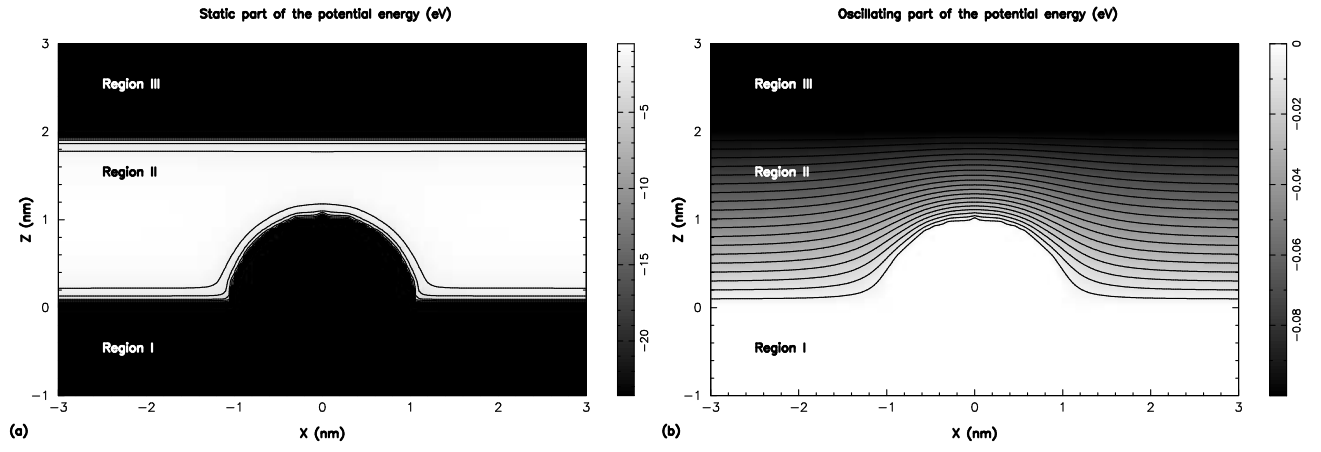 Static part of the potential energy (eV)
3
2
1
0
−1
Z (nm)
Region III
Region II
Region I
−3
−2
−1
0
1
2
3
X (nm)
−5
−10
−15
−20
(a)
Oscillating part of the potential energy (eV)
3
2
1
0
−1
Z (nm)
Region III
Region II
Region I
−3
−2
−1
0
1
2
3
X (nm)
0
−0.02
−0.04
−0.06
−0.08
(b)